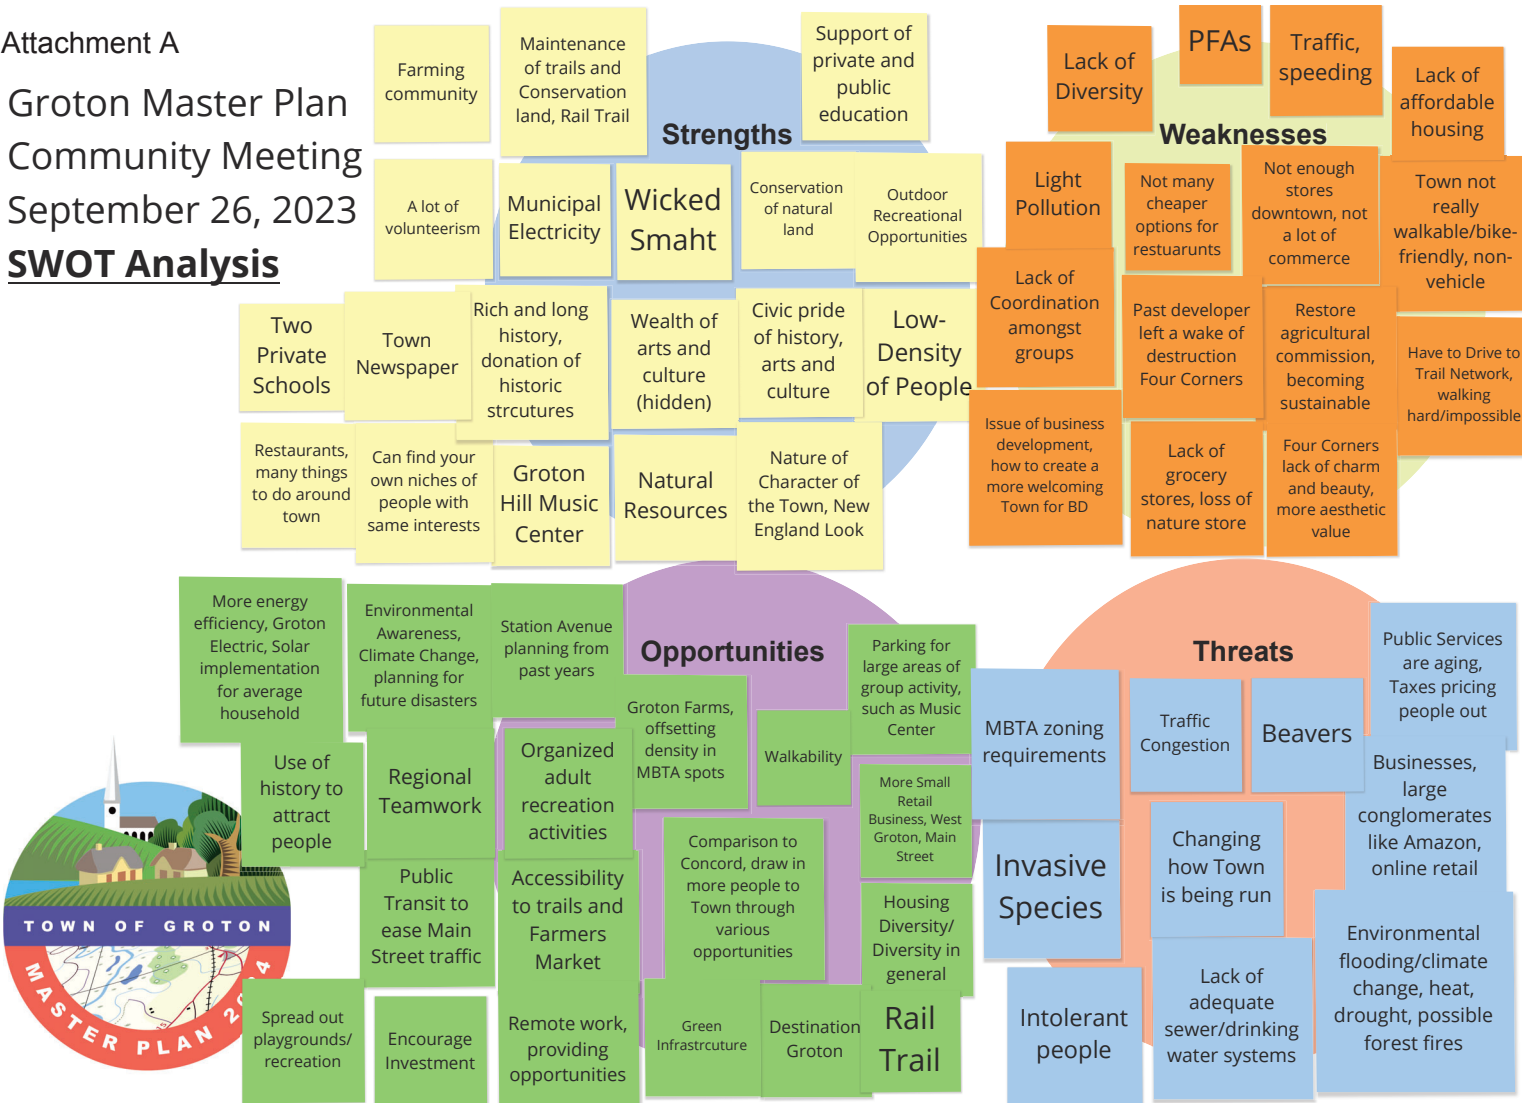 Attachment A
Groton Master Plan
Community Meeting
September 26, 2023
SWOT Analysis
Strengths
Farming
community
Maintenance
of trails and
Conservation
land, Rail Trail
Support of
private and
public
education
A lot of
volunteerism
Municipal
Electricity
Wicked
Smaht
Conservation
of natural
land
Outdoor
Recreational
Opportunities
Two
Private
Schools
Town
Newspaper
Rich and long
history,
donation of
historic
strcutures
Wealth of
arts and
culture
(hidden)
Civic pride
of history,
arts and
culture
Low-
Density
of People
Restaurants,
many things
to do around
town
Can find your
own niches of
people with
same interests
Groton
Hill Music
Center
Natural
Resources
Nature of
Character of
the Town, New
England Look
Weaknesses
Lack of
Diversity
PFAs
Traffic,
speeding
Lack of
affordable
housing
Light
Pollution
Not many
cheaper
options for
restuarunts
Not enough
stores
downtown, not
a lot of
commerce
Town not
really
walkable/bike-
friendly, non-
vehicle
Lack of
Coordination
amongst
groups
Past developer
left a wake of
destruction
Four Corners
Restore
agricultural
commission,
becoming
sustainable
Have to Drive to
Trail Network,
walking
hard/impossible
Issue of business
development,
how to create a
more welcoming
Town for BD
Lack of
grocery
stores, loss of
nature store
Four Corners
lack of charm
and beauty,
more aesthetic
value
Opportunities
More energy
efficiency, Groton
Electric, Solar
implementation
for average
household
Environmental
Awareness,
Climate Change,
planning for
future disasters
Station Avenue
planning from
past years
Groton Farms,
offsetting
density in
MBTA spots
Walkability
Parking for
large areas of
group activity,
such as Music
Center
Use of
history to
attract
people
Regional
Teamwork
Organized
adult
recreation
activities
More Small
Retail
Business, West
Groton, Main
Street
Public
Transit to
ease Main
Street traffic
Accessibility
to trails and
Farmers
Market
Comparison to
Concord, draw in
more people to
Town through
various
opportunities
Housing
Diversity/
Diversity in
general
Spread out
playgrounds/
recreation
Encourage
Investment
Remote work,
providing
opportunities
Green
Infrastrcuture
Destination
Groton
Rail
Trail
Threats
MBTA zoning
requirements
Traffic
Congestion
Beavers
Public Services
are aging,
Taxes pricing
people out
Invasive
Species
Changing
how Town
is being run
Businesses,
large
conglomerates
like Amazon,
online retail
Intolerant
people
Lack of
adequate
sewer/drinking
water systems
Environmental
flooding/climate
change, heat,
drought, possible
forest fires
TOWN OF GROTON
MASTER PLAN